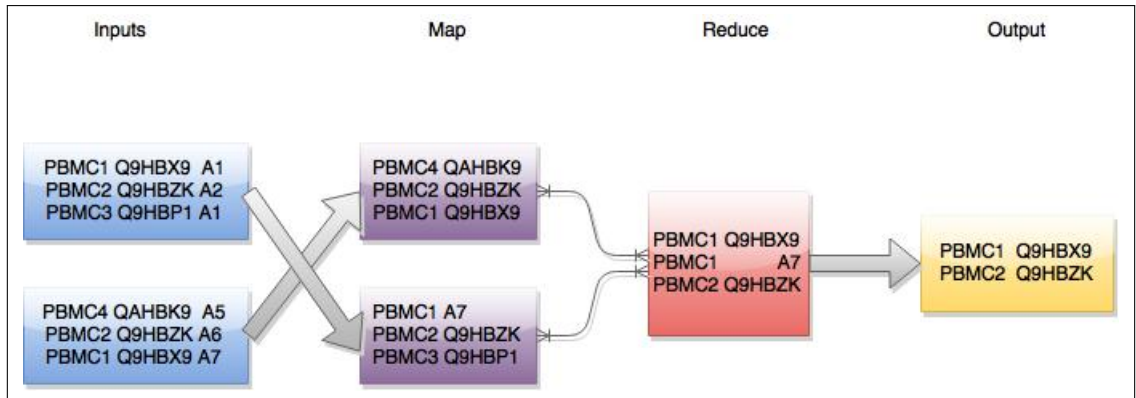 Inputs Map Reduce Output
PBMC1 Q9HBX9 A1
PBMC2 Q9HBZK A2
PBMC3 Q9HBP1 A1
PBMC4 QAHBK9 A5
PBMC2 Q9HBZK A6
PBMC1 Q9HBX9 A7
PBMC4 QAHBK9
PBMC2 Q9HBZK
PBMC1 Q9HBX9
PBMC1 A7
PBMC2 Q9HBZK
PBMC3 Q9HBP1
PBMC1 Q9HBX9
PBMC1 A7
PBMC2 Q9HBZK
PBMC1 Q9HBX9
PBMC2 Q9HBZK